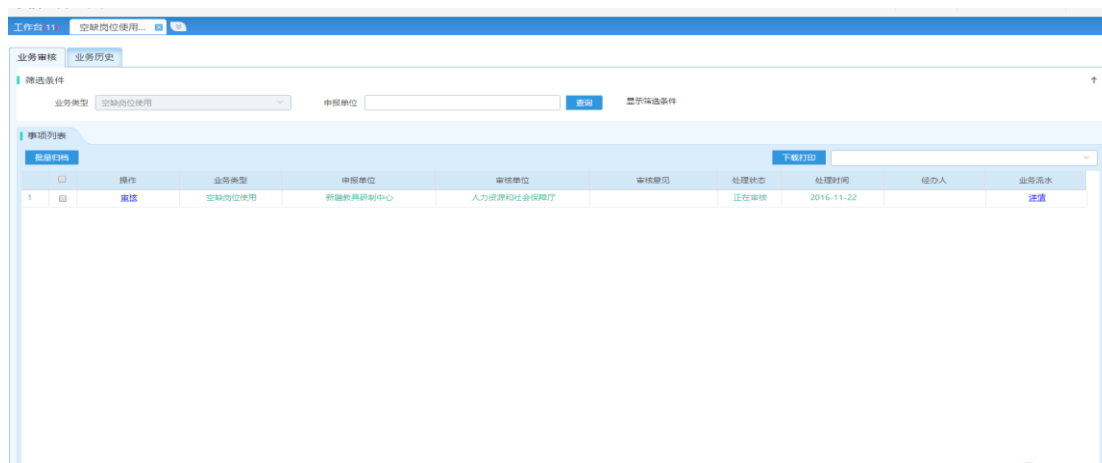 工作台(11) 空缺岗位使用...
业务审核 业务历史
筛选条件
业务类型 空缺岗位使用 申报单位 查询 显示筛选条件
事项列表
批量归档 下载打印
操作 业务类型 申报单位 审核单位 审核意见 处理状态 处理时间 经办人 业务流水
1 审核 空缺岗位使用 新疆教具研制中心 人力资源和社会保障厅 正在审核 2016-11-22 详情